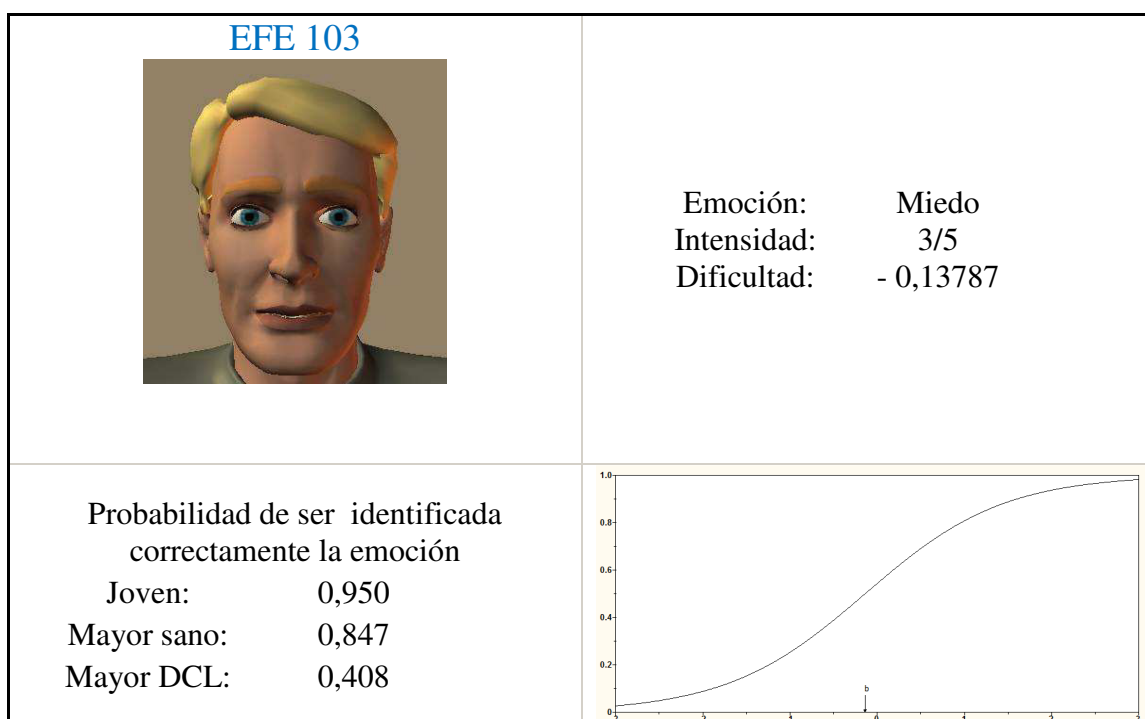 EFE 103
Emoción: Miedo
Intensidad: 3/5
Dificultad: - 0,13787
Probabilidad de ser identificada
correctamente la emoción
Joven: 0,950
Mayor sano: 0,847
Mayor DCL: 0,408
1.0
0.8
0.6
0.4
0.2
0
b